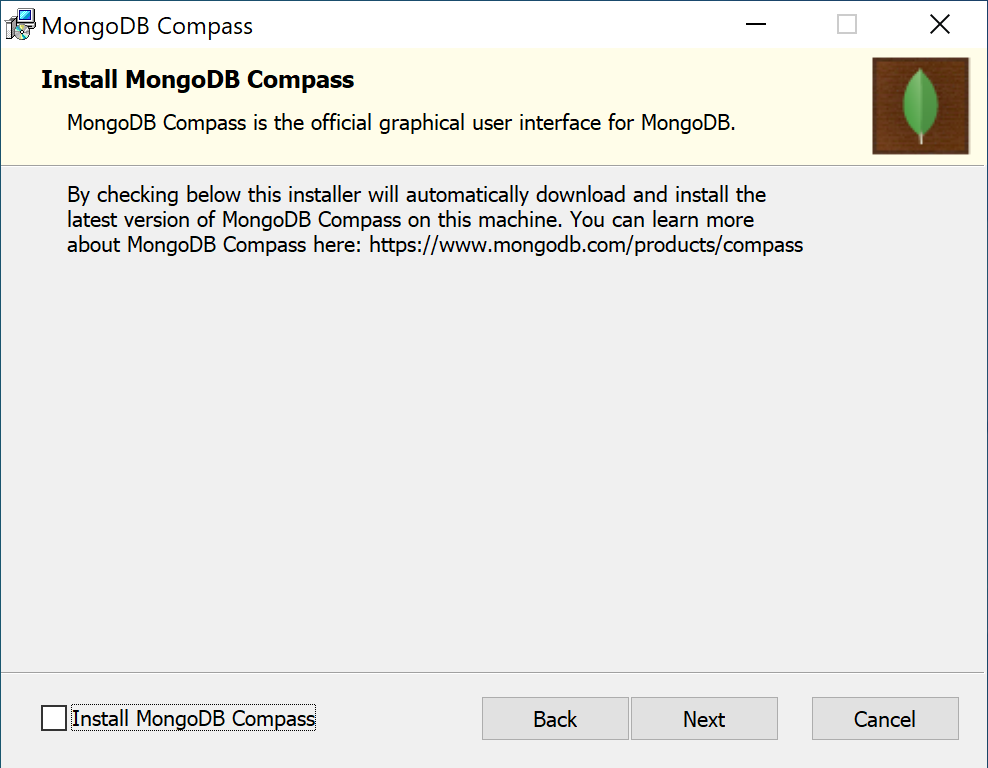 MongoDB Compass
Install MongoDB Compass
MongoDB Compass is the official graphical user interface for MongoDB.
By checking below this installer will automatically download and install the
latest version of MongoDB Compass on this machine. You can learn more
about MongoDB Compass here: https://www.mongodb.com/products/compass
Install MongoDB Compass
Back
Next
Cancel